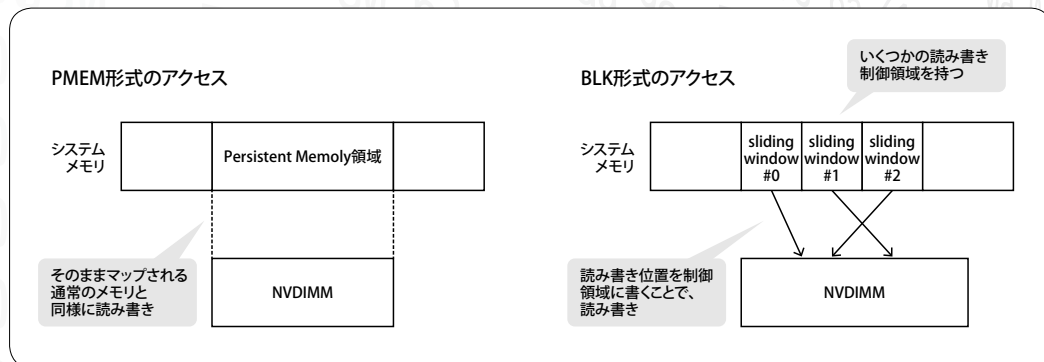 PMEM形式のアクセス
システム
メモリ
Persistent Memoly領域
そのままマップされる
通常のメモリと
同様に読み書き
NVDIMM
BLK形式のアクセス
いくつかの読み書き
制御領域を持つ
システム
メモリ
sliding
window
#0
sliding
window
#1
sliding
window
#2
読み書き位置を制御
領域に書くことで、
読み書き
NVDIMM